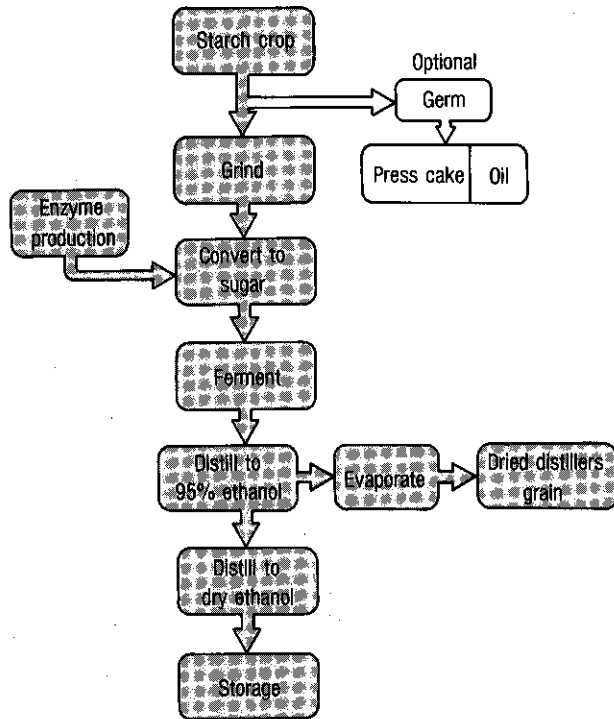 Starch crop
Optional
Germ
Press cake
Oil
Grind
Enzyme
production
Convert to
sugar
Ferment
Distill to
95% ethanol
Evaporate
Dried distillers
grain
Distill to
dry ethanol
Storage